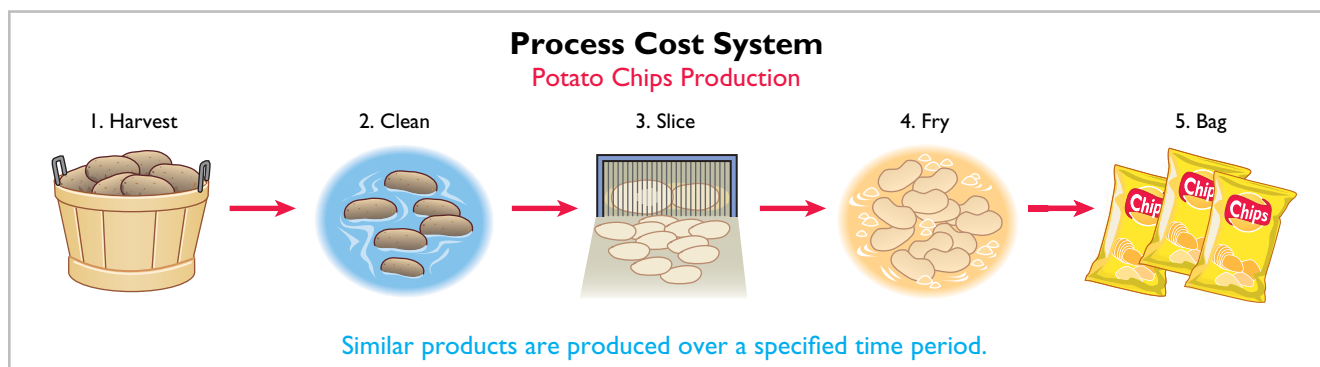 Process Cost System
Potato Chips Production
1. Harvest
2. Clean
3. Slice
4. Fry
5. Bag
Chips
Chips
Chips
Similar products are produced over a specified time period.